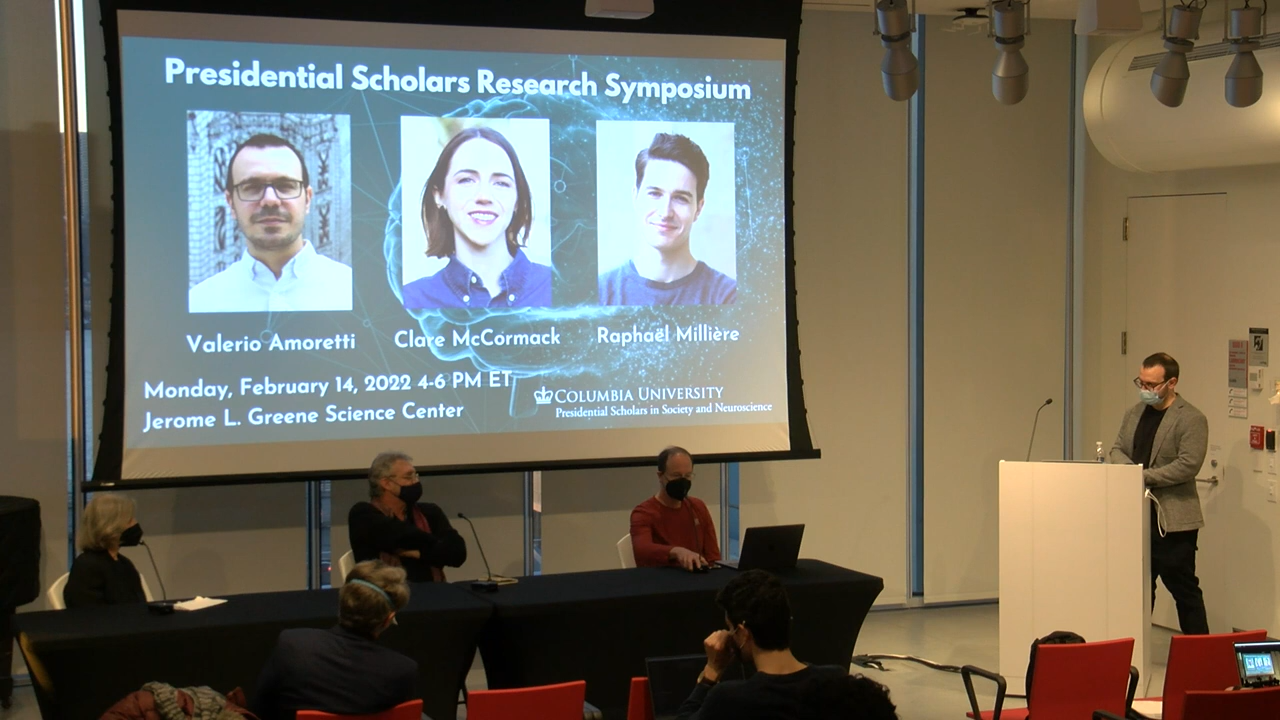 Presidential Scholars Research Symposium
Valerio Amoretti
Clare McCormack
Raphaël Millière
Monday, February 14, 2022 4-6 PM ET
Jerome L. Greene Science Center
COLUMBIA UNIVERSITY
Presidential Scholars in Society and Neuroscience